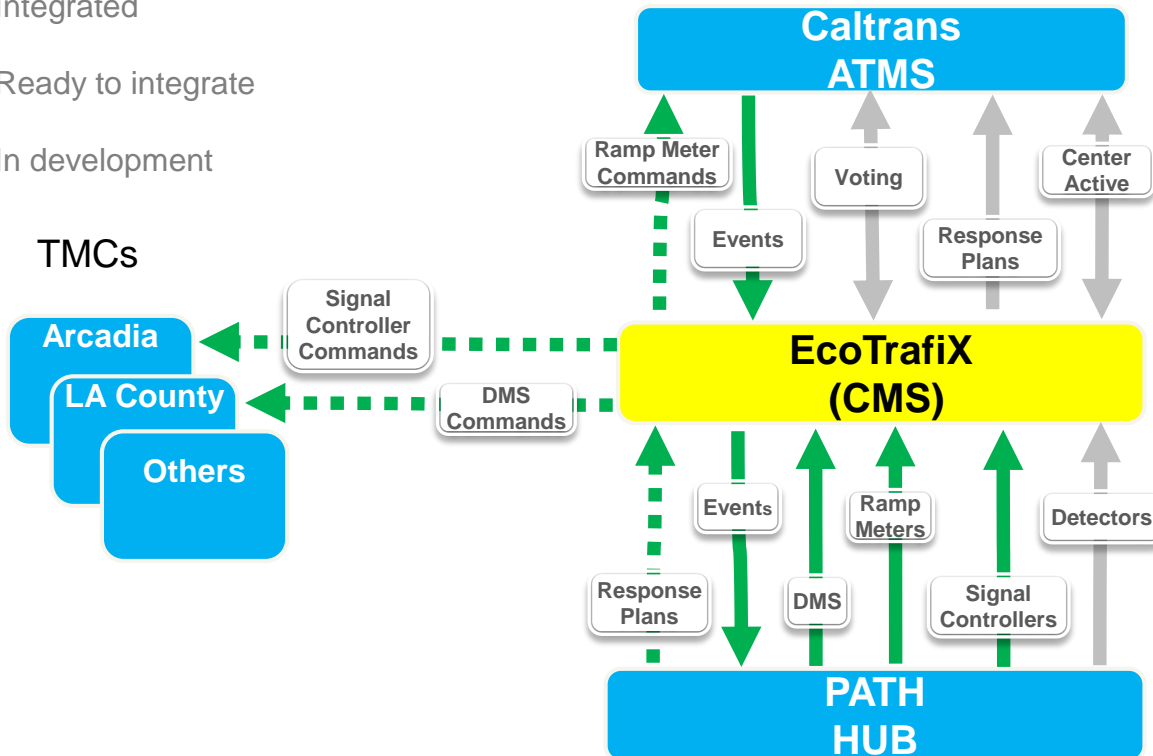 Integrated
Ready to integrate
In development
TMCs
Caltrans
ATMS
Ramp Meter
Commands
Events
Voting
Response
Plans
Center
Active
Signal
Controller
Commands
DMS
Commands
Arcadia
LA County
Others
EcoTrafiX
(CMS)
Response
Plans
Events
DMS
Ramp
Meters
Signal
Controllers
Detectors
PATH
HUB